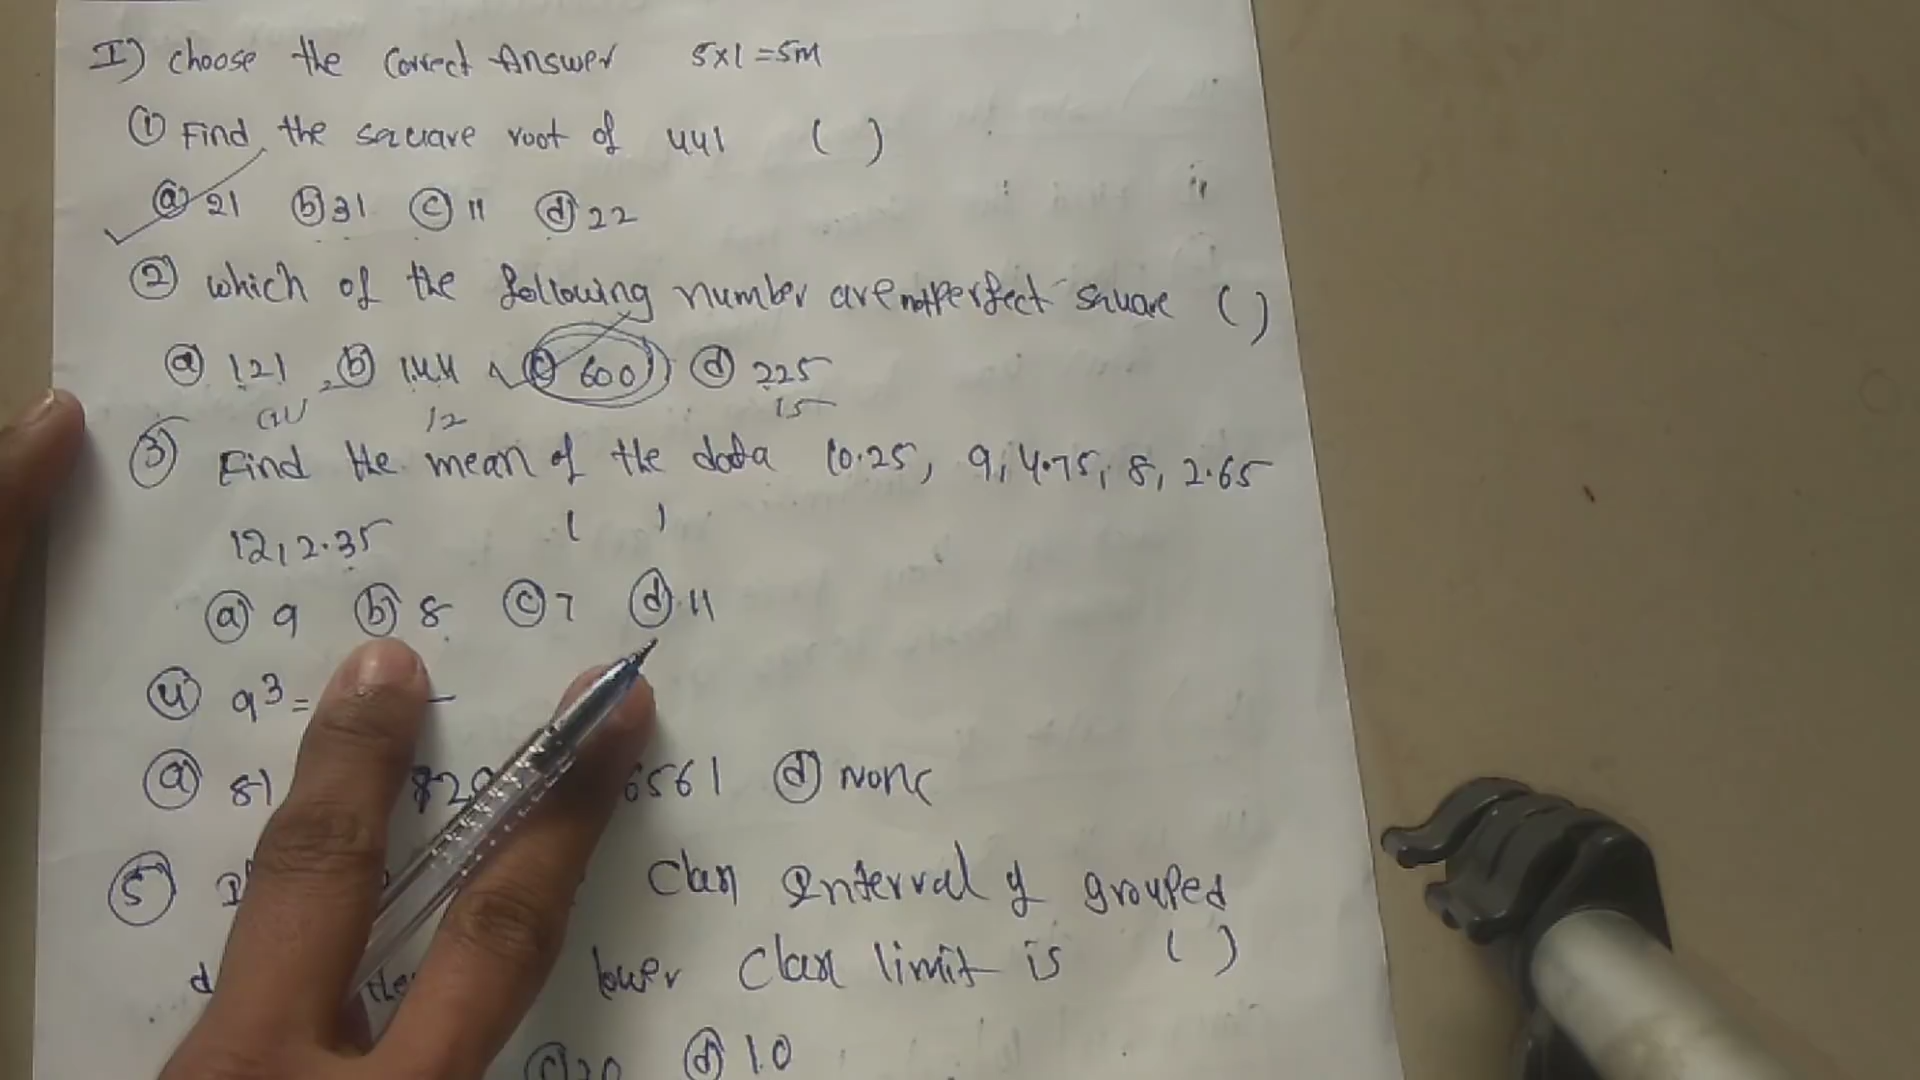 I) choose the correct Answer 5x1=5M
① Find the square root of 441 ( )
ⓐ 21 ⓑ 31 ⓒ 11 ⓓ 22
② which of the following number are not perfect square ( )
ⓐ 121 ⓑ 144 ⓒ 600 ⓓ 225
12 15
③ Find the mean of the data 10.25, 9, 4.75, 8, 2.65
12, 2.35 ( )
ⓐ 9 ⓑ 8 ⓒ 7 ⓓ 11
④ 9³ =
ⓐ 81 6561 ⓓ none
⑤ Class Interval of grouped
lower class limit is ( )
ⓒ 20 ⓓ 10